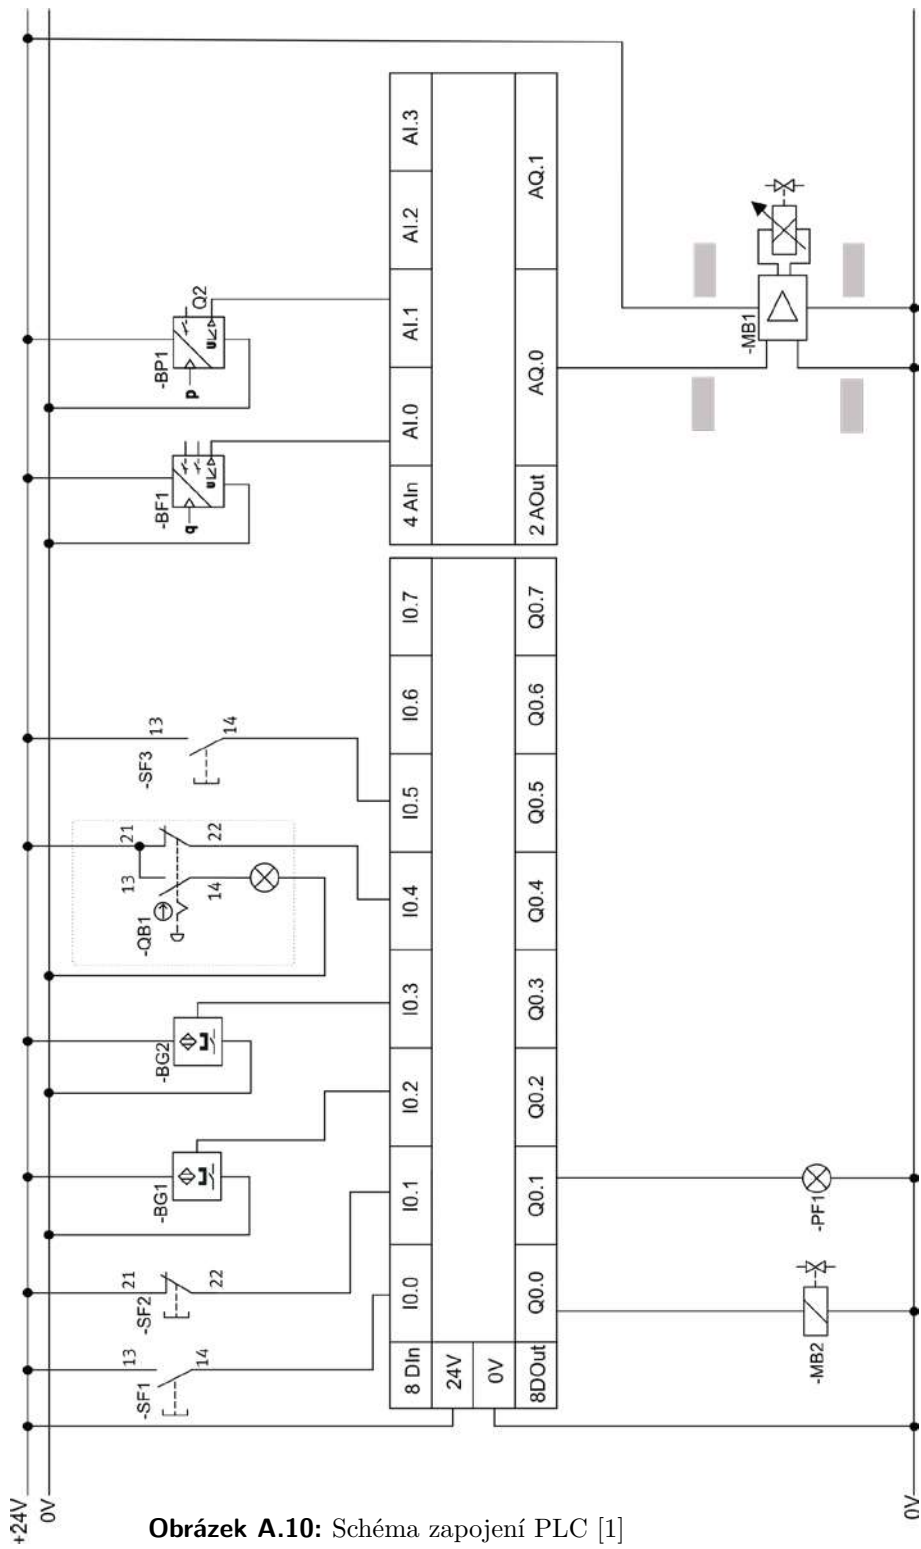 +24V
0V
-SF1
13
14
-SF2
21
22
-BG1
-BG2
-QB1
13
14
21
22
-SF3
13
14
-BF1
q
u
-BP1
p
u
Q2
8 DIn
I0.0
I0.1
I0.2
I0.3
I0.4
I0.5
I0.6
I0.7
4 AIn
AI.0
AI.1
AI.2
AI.3
24V
0V
8DOut
Q0.0
Q0.1
Q0.2
Q0.3
Q0.4
Q0.5
Q0.6
Q0.7
2 AOut
AQ.0
AQ.1
-MB2
-PF1
-MB1
0V
Obrázek A.10: Schéma zapojení PLC [1]